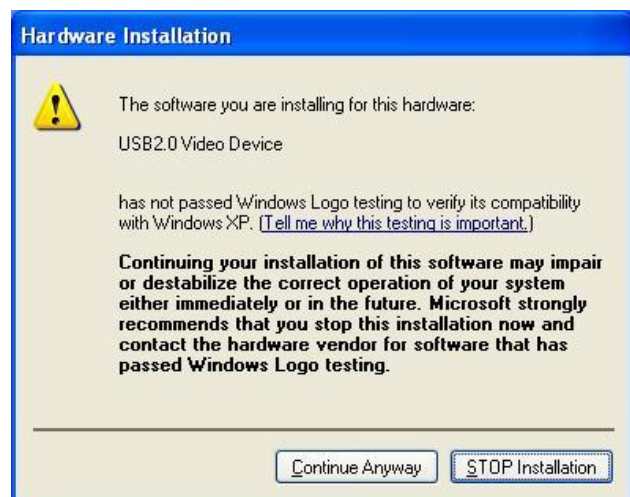 Hardware Installation
The software you are installing for this hardware:
USB2.0 Video Device
has not passed Windows Logo testing to verify its compatibility
with Windows XP. (Tell me why this testing is important.)
Continuing your installation of this software may impair
or destabilize the correct operation of your system
either immediately or in the future. Microsoft strongly
recommends that you stop this installation now and
contact the hardware vendor for software that has
passed Windows Logo testing.
Continue Anyway STOP Installation